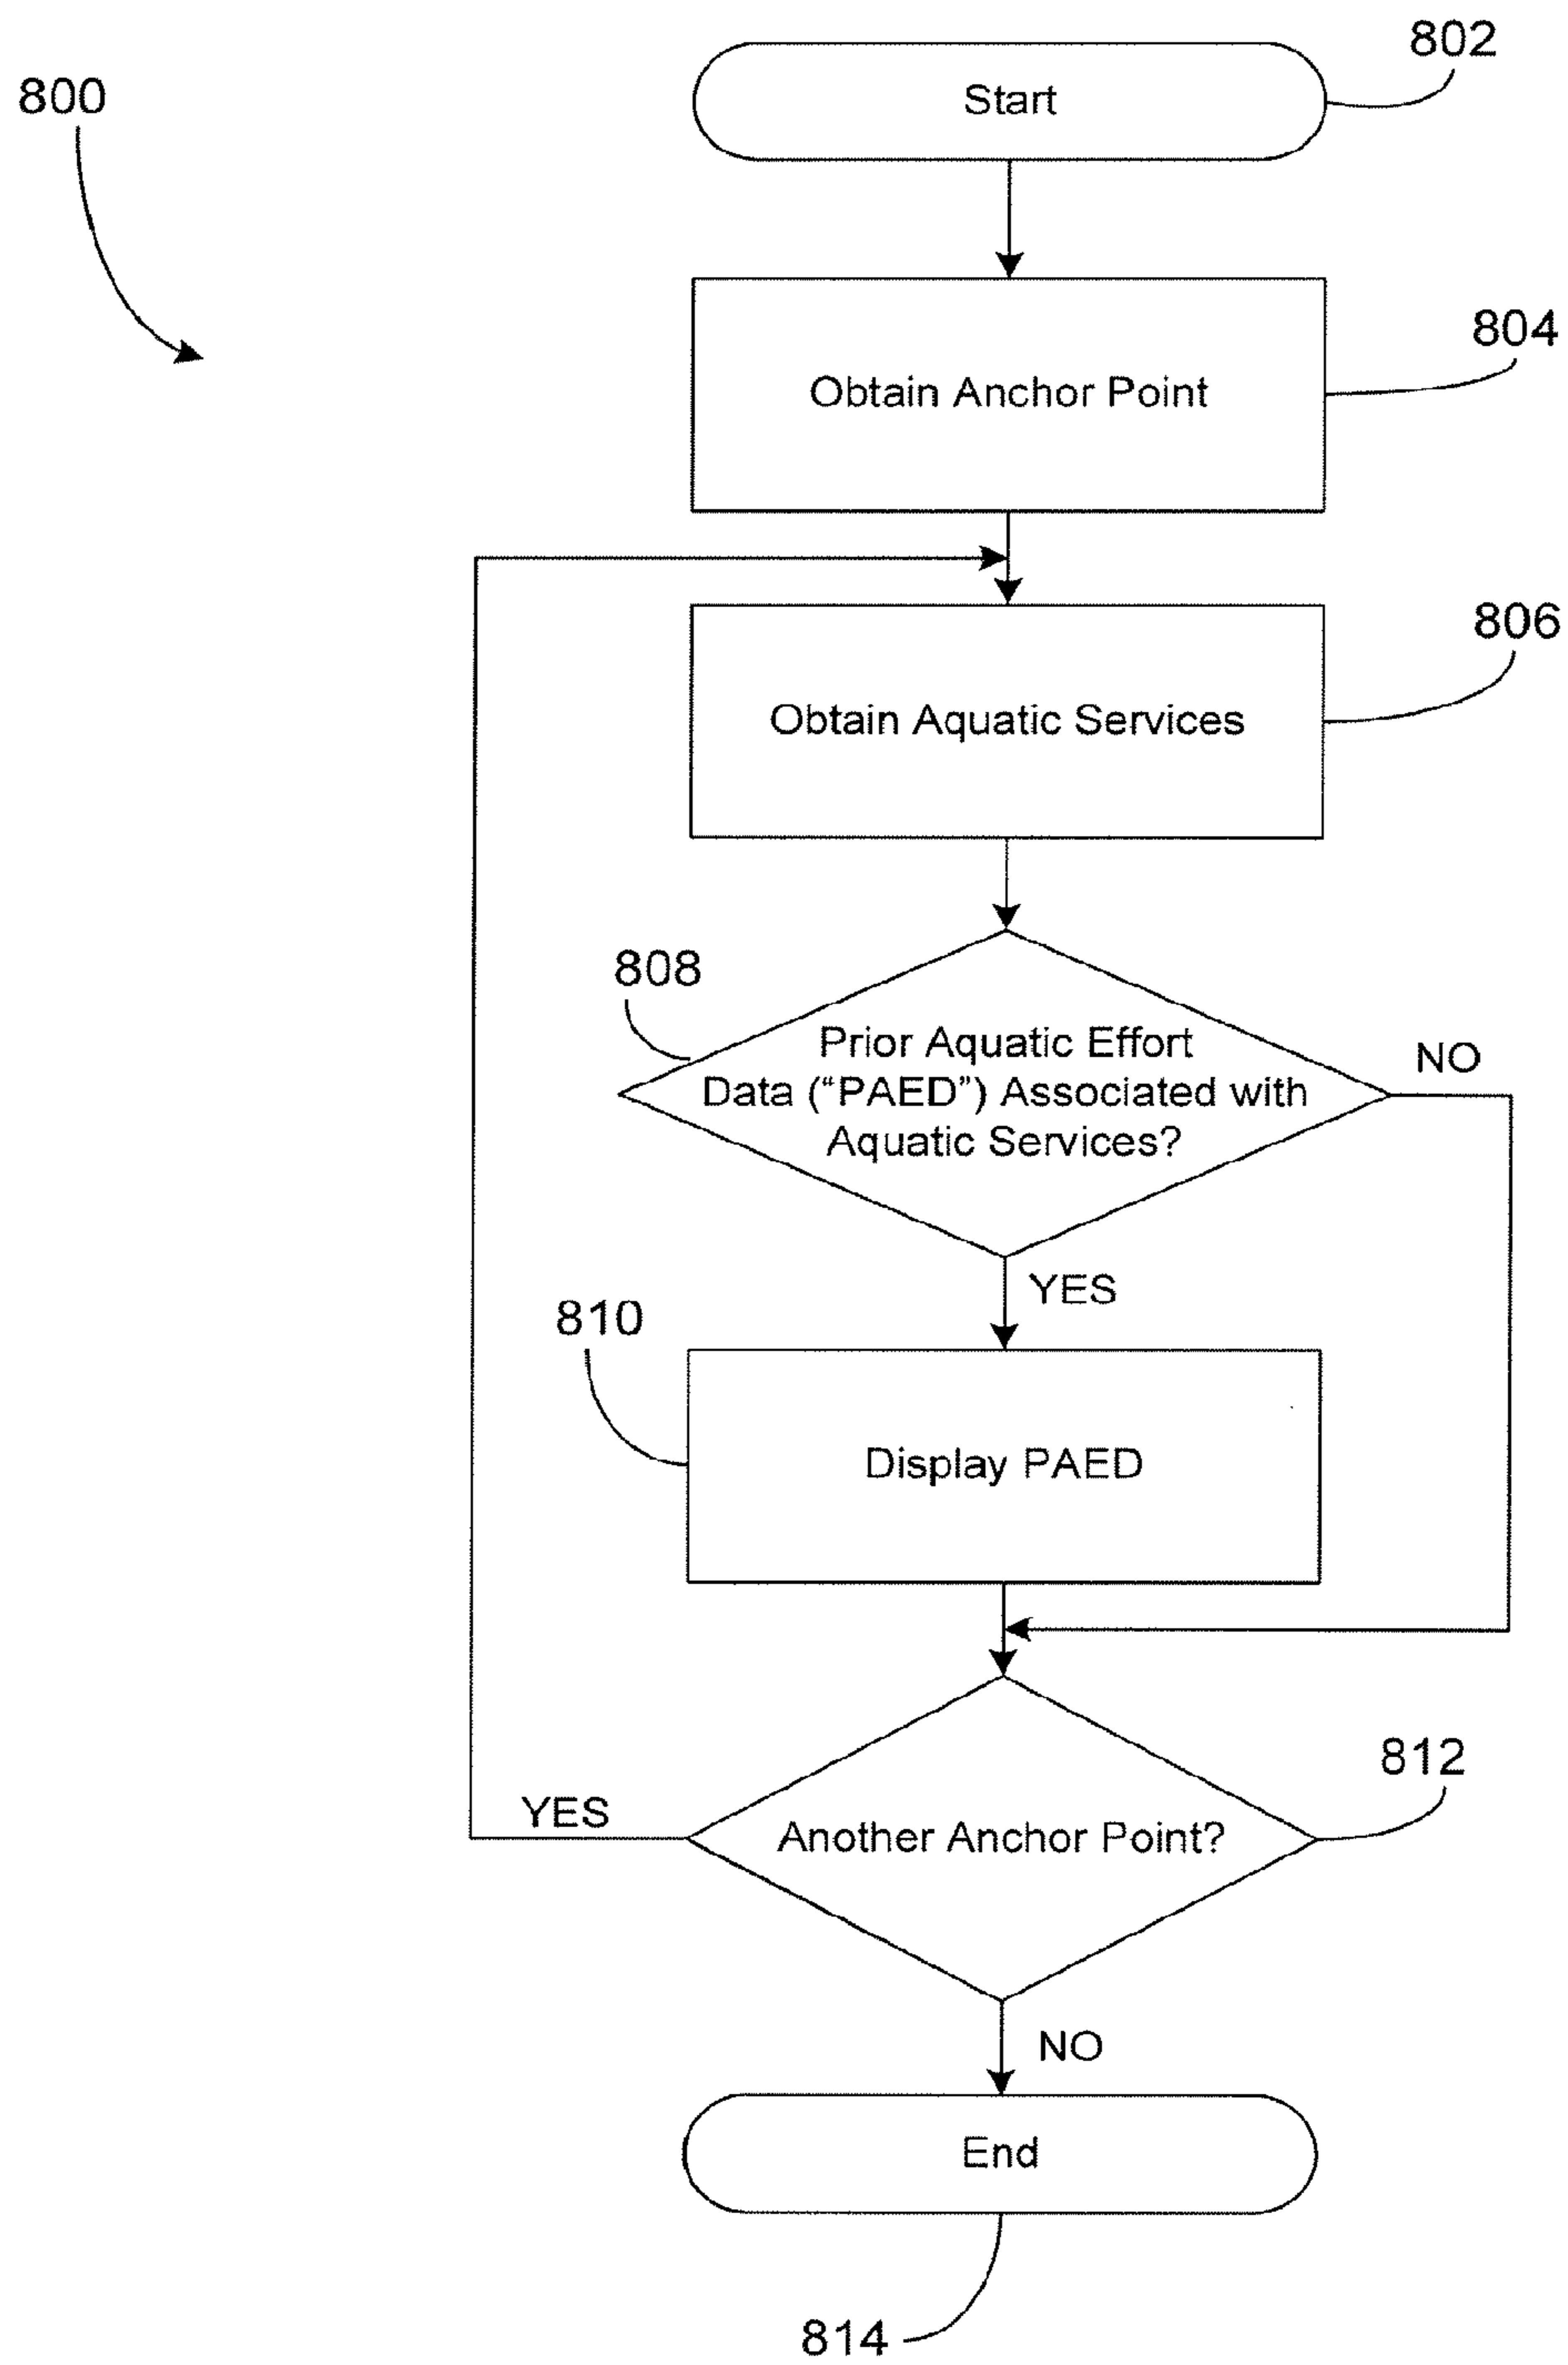 802
Start
800
804
Obtain Anchor Point
806
Obtain Aquatic Services
808
Prior Aquatic Effort
Data (“PAED”) Associated with
Aquatic Services?
NO
YES
810
Display PAED
812
YES
Another Anchor Point?
NO
End
814